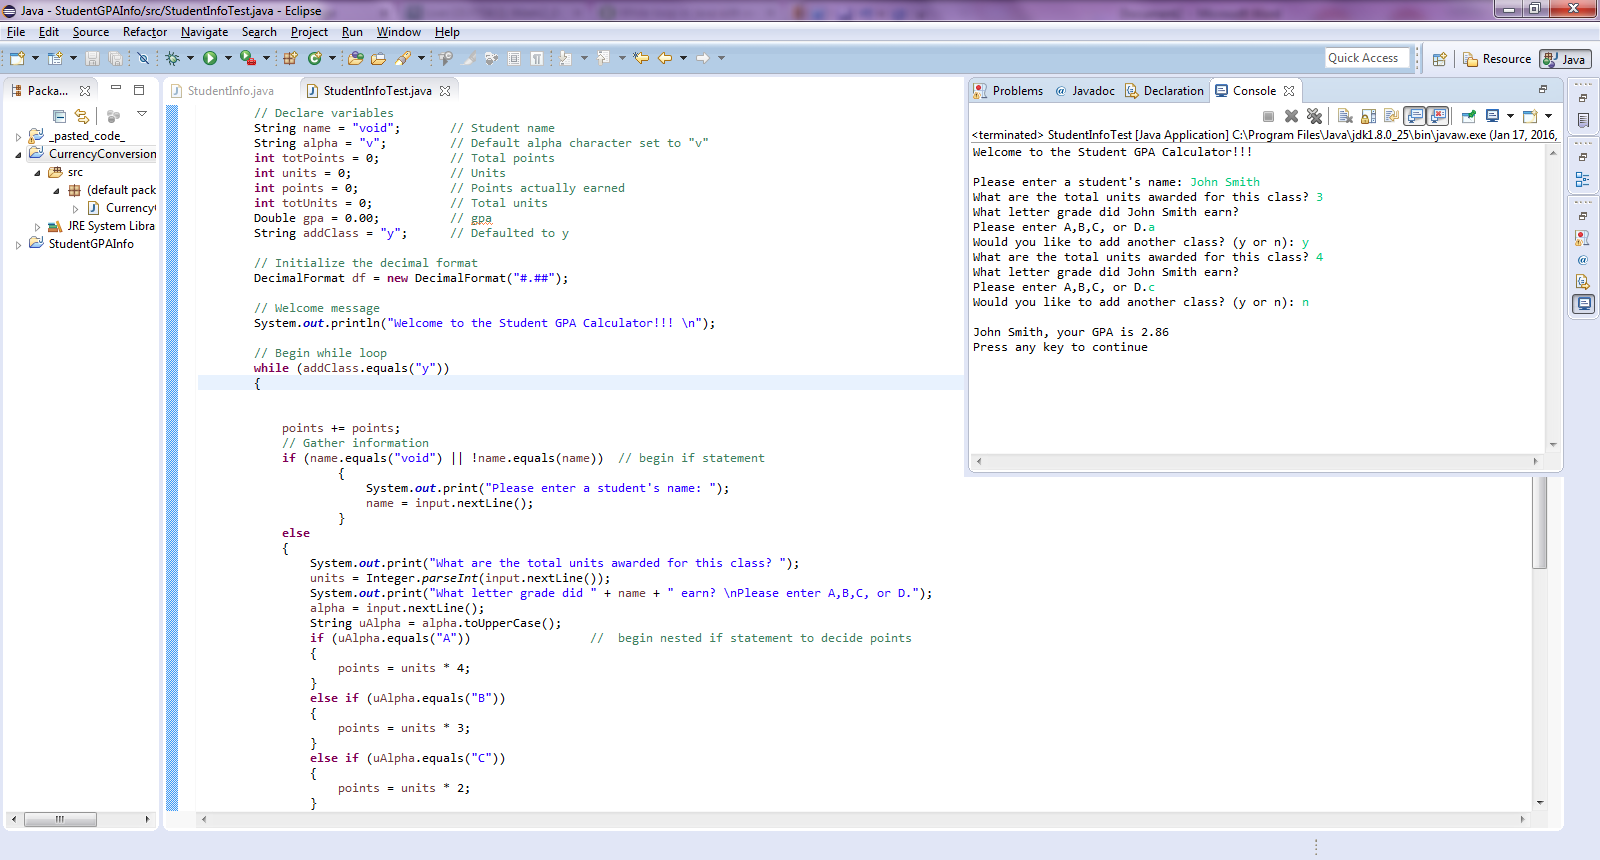 Java - StudentGPAInfo/src/StudentInfoTest.java - Eclipse
File Edit Source Refactor Navigate Search Project Run Window Help
Quick Access
Resource
Java
Packa...
_pasted_code_
CurrencyConversion
src
(default pack
Currency
JRE System Libra
StudentGPAInfo
StudentInfo.java
StudentInfoTest.java
// Declare variables
String name = "void"; // Student name
String alpha = "v"; // Default alpha character set to "v"
int totPoints = 0; // Total points
int units = 0; // Units
int points = 0; // Points actually earned
int totUnits = 0; // Total units
Double gpa = 0.00; // gpa
String addClass = "y"; // Defaulted to y
// Initialize the decimal format
DecimalFormat df = new DecimalFormat("#.##");
// Welcome message
System.out.println("Welcome to the Student GPA Calculator!!! \n");
// Begin while loop
while (addClass.equals("y"))
{
points += points;
// Gather information
if (name.equals("void") || !name.equals(name)) // begin if statement
{
System.out.print("Please enter a student's name: ");
name = input.nextLine();
}
else
{
System.out.print("What are the total units awarded for this class? ");
units = Integer.parseInt(input.nextLine());
System.out.print("What letter grade did " + name + " earn? \nPlease enter A,B,C, or D.");
alpha = input.nextLine();
String uAlpha = alpha.toUpperCase();
if (uAlpha.equals("A")) // begin nested if statement to decide points
{
points = units * 4;
}
else if (uAlpha.equals("B"))
{
points = units * 3;
}
else if (uAlpha.equals("C"))
{
points = units * 2;
}
Problems
@ Javadoc
Declaration
Console
<terminated> StudentInfoTest [Java Application] C:\Program Files\Java\jdk1.8.0_25\bin\javaw.exe (Jan 17, 2016,
Welcome to the Student GPA Calculator!!!
Please enter a student's name: John Smith
What are the total units awarded for this class? 3
What letter grade did John Smith earn?
Please enter A,B,C, or D.a
Would you like to add another class? (y or n): y
What are the total units awarded for this class? 4
What letter grade did John Smith earn?
Please enter A,B,C, or D.c
Would you like to add another class? (y or n): n
John Smith, your GPA is 2.86
Press any key to continue